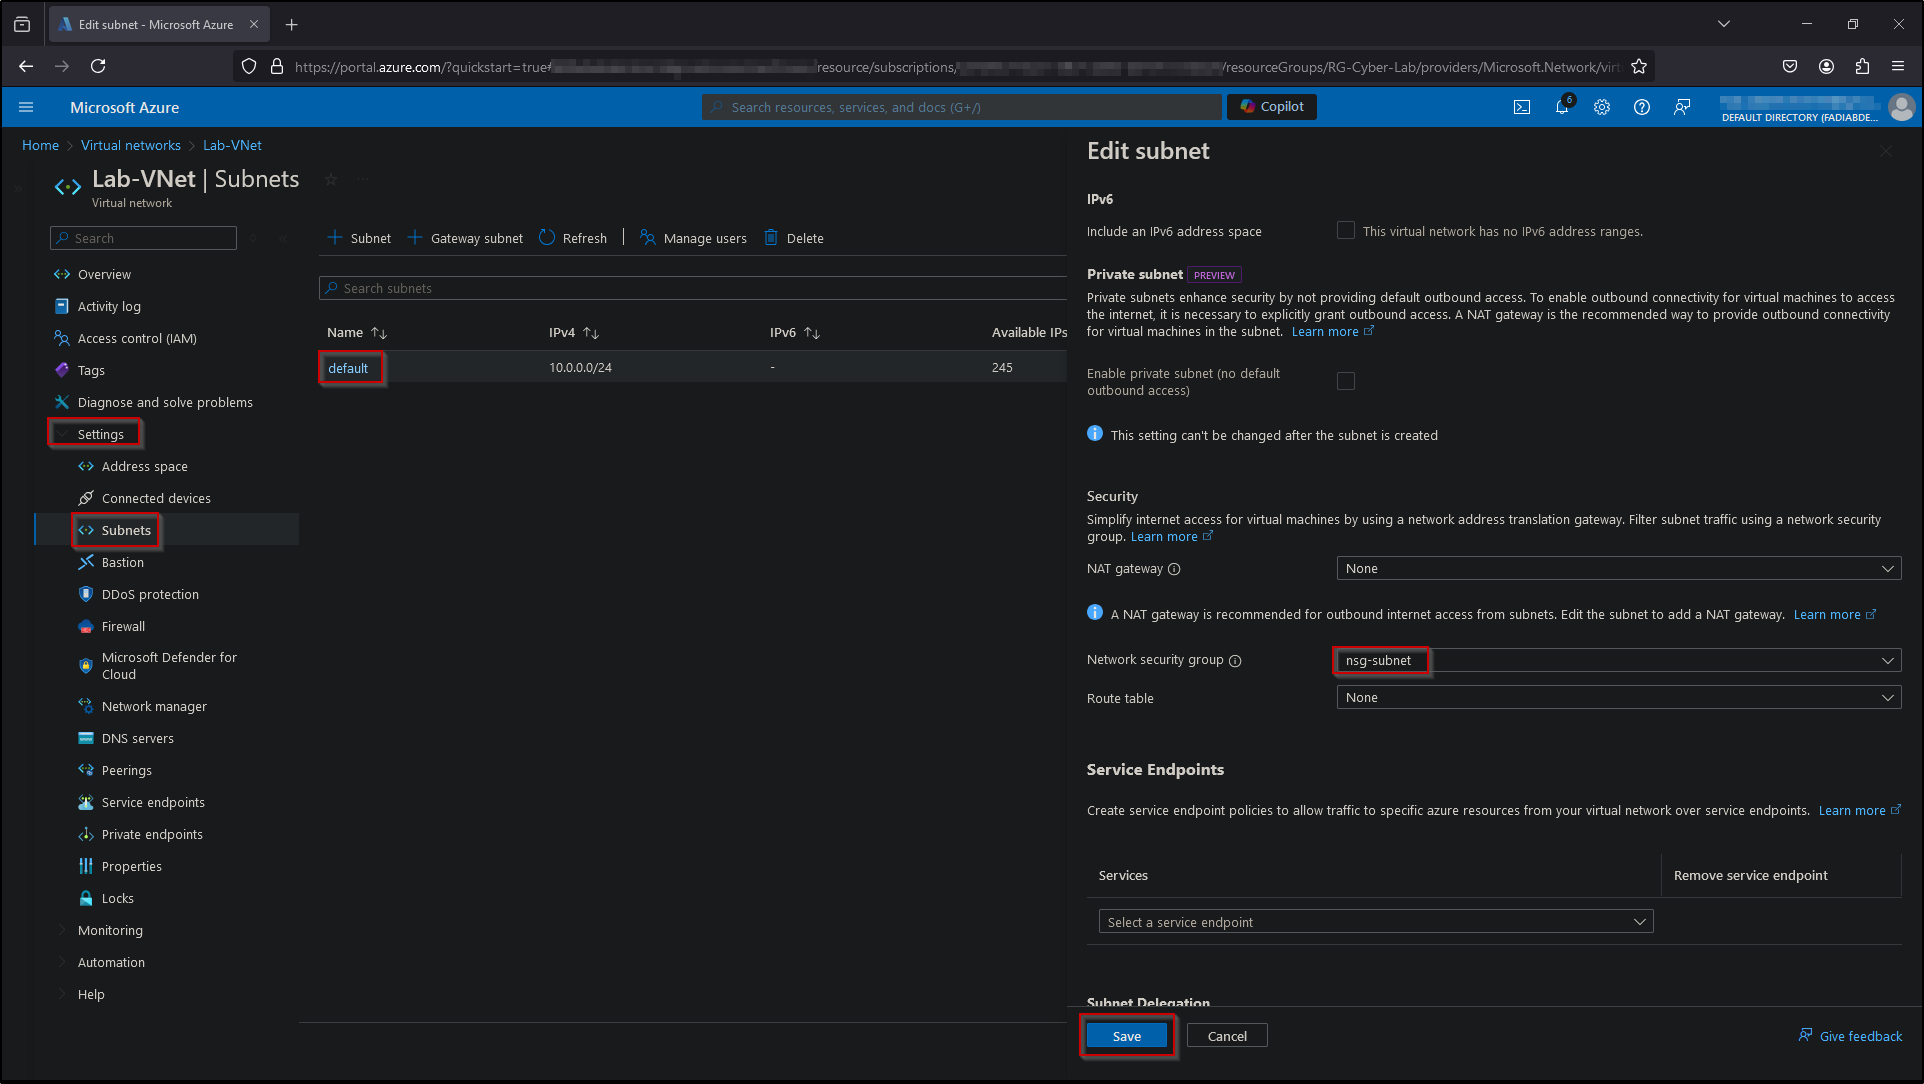 Edit subnet - Microsoft Azure
https://portal.azure.com/?quickstart=true# resource/subscriptions/ /resourceGroups/RG-Cyber-Lab/providers/Microsoft.Network/virt
Microsoft Azure
Search resources, services, and docs (G+/)
Copilot
6
DEFAULT DIRECTORY (FADIABDE...
Home > Virtual networks > Lab-VNet
Lab-VNet | Subnets
Virtual network
Search
Overview
Activity log
Access control (IAM)
Tags
Diagnose and solve problems
Settings
Address space
Connected devices
Subnets
Bastion
DDoS protection
Firewall
Microsoft Defender for
Cloud
Network manager
DNS servers
Peerings
Service endpoints
Private endpoints
Properties
Locks
Monitoring
Automation
Help
+ Subnet + Gateway subnet Refresh | Manage users Delete
Search subnets
Name ↑↓ IPv4 ↑↓ IPv6 ↑↓ Available IPs
default 10.0.0.0/24 - 245
Edit subnet
IPv6
Include an IPv6 address space
This virtual network has no IPv6 address ranges.
Private subnet PREVIEW
Private subnets enhance security by not providing default outbound access. To enable outbound connectivity for virtual machines to access
the internet, it is necessary to explicitly grant outbound access. A NAT gateway is the recommended way to provide outbound connectivity
for virtual machines in the subnet. Learn more
Enable private subnet (no default
outbound access)
This setting can't be changed after the subnet is created
Security
Simplify internet access for virtual machines by using a network address translation gateway. Filter subnet traffic using a network security
group. Learn more
NAT gateway
None
A NAT gateway is recommended for outbound internet access from subnets. Edit the subnet to add a NAT gateway. Learn more
Network security group
nsg-subnet
Route table
None
Service Endpoints
Create service endpoint policies to allow traffic to specific azure resources from your virtual network over service endpoints. Learn more
Services
Remove service endpoint
Select a service endpoint
Subnet Delegation
Save
Cancel
Give feedback